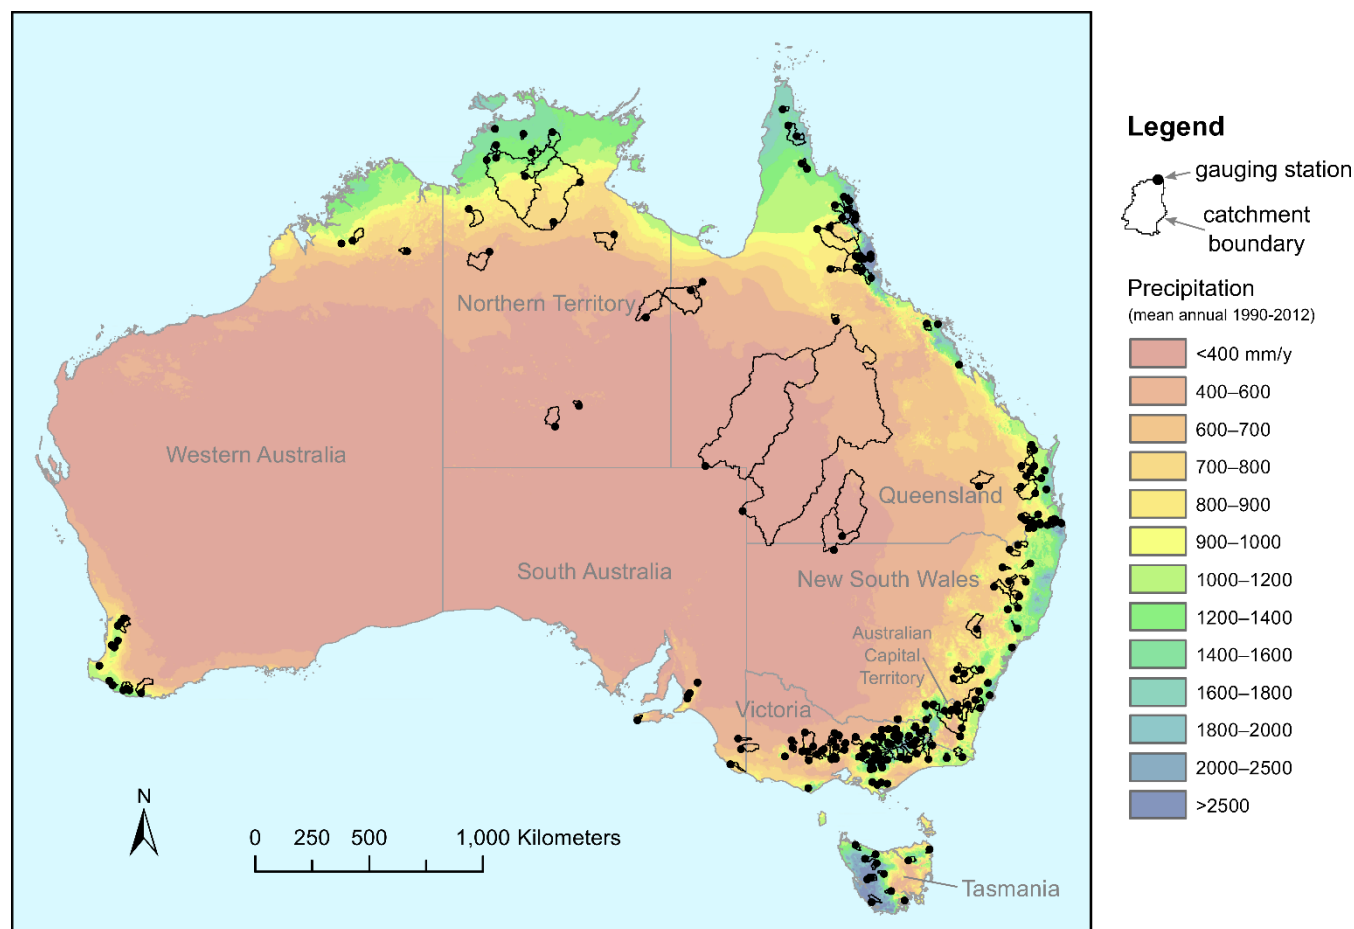 Northern Territory
Western Australia
Queensland
South Australia
New South Wales
Australian
Capital
Territory
Victoria
Tasmania
N
0 250 500 1,000 Kilometers
Legend
gauging station
catchment
boundary
Precipitation
(mean annual 1990-2012)
<400 mm/y
400–600
600–700
700–800
800–900
900–1000
1000–1200
1200–1400
1400–1600
1600–1800
1800–2000
2000–2500
>2500